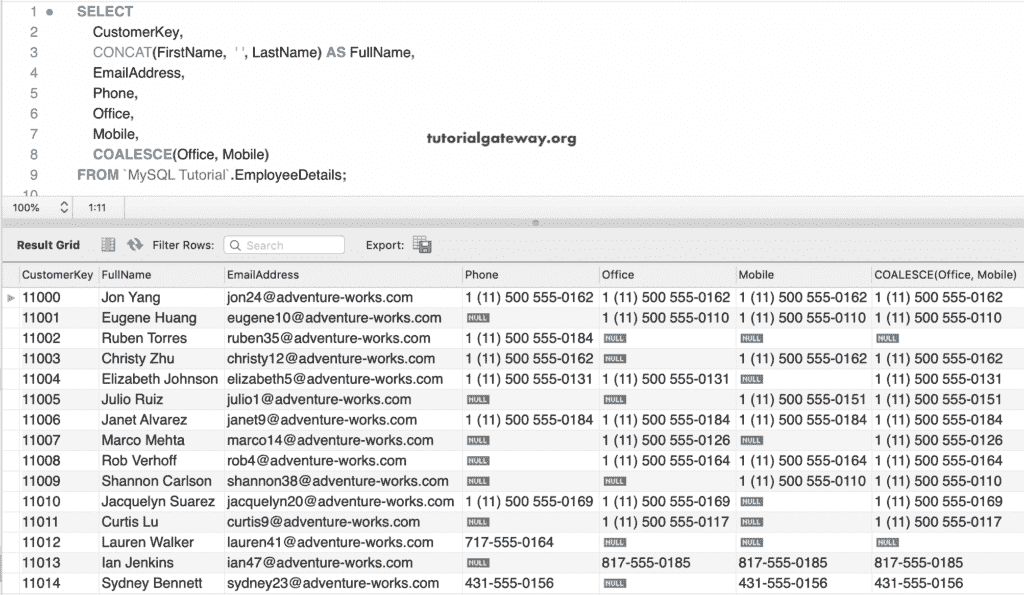 1 SELECT
2 CustomerKey,
3 CONCAT(FirstName, ' ', LastName) AS FullName,
4 EmailAddress,
5 Phone,
6 Office,
7 Mobile,
tutorialgateway.org
8 COALESCE(Office, Mobile)
9 FROM `MySQL Tutorial`.EmployeeDetails;
10
100% 1:11
Result Grid Filter Rows: Search Export:
CustomerKey FullName EmailAddress Phone Office Mobile COALESCE(Office, Mobile)
11000 Jon Yang jon24@adventure-works.com 1 (11) 500 555-0162 1 (11) 500 555-0162 1 (11) 500 555-0162 1 (11) 500 555-0162
11001 Eugene Huang eugene10@adventure-works.com NULL 1 (11) 500 555-0110 1 (11) 500 555-0110 1 (11) 500 555-0110
11002 Ruben Torres ruben35@adventure-works.com 1 (11) 500 555-0184 NULL NULL NULL
11003 Christy Zhu christy12@adventure-works.com 1 (11) 500 555-0162 NULL 1 (11) 500 555-0162 1 (11) 500 555-0162
11004 Elizabeth Johnson elizabeth5@adventure-works.com 1 (11) 500 555-0131 1 (11) 500 555-0131 NULL 1 (11) 500 555-0131
11005 Julio Ruiz julio1@adventure-works.com NULL NULL 1 (11) 500 555-0151 1 (11) 500 555-0151
11006 Janet Alvarez janet9@adventure-works.com 1 (11) 500 555-0184 1 (11) 500 555-0184 1 (11) 500 555-0184 1 (11) 500 555-0184
11007 Marco Mehta marco14@adventure-works.com NULL 1 (11) 500 555-0126 NULL 1 (11) 500 555-0126
11008 Rob Verhoff rob4@adventure-works.com NULL 1 (11) 500 555-0164 1 (11) 500 555-0164 1 (11) 500 555-0164
11009 Shannon Carlson shannon38@adventure-works.com NULL NULL 1 (11) 500 555-0110 1 (11) 500 555-0110
11010 Jacquelyn Suarez jacquelyn20@adventure-works.com 1 (11) 500 555-0169 1 (11) 500 555-0169 NULL 1 (11) 500 555-0169
11011 Curtis Lu curtis9@adventure-works.com NULL 1 (11) 500 555-0117 NULL 1 (11) 500 555-0117
11012 Lauren Walker lauren41@adventure-works.com 717-555-0164 NULL NULL NULL
11013 Ian Jenkins ian47@adventure-works.com NULL 817-555-0185 817-555-0185 817-555-0185
11014 Sydney Bennett sydney23@adventure-works.com 431-555-0156 NULL 431-555-0156 431-555-0156